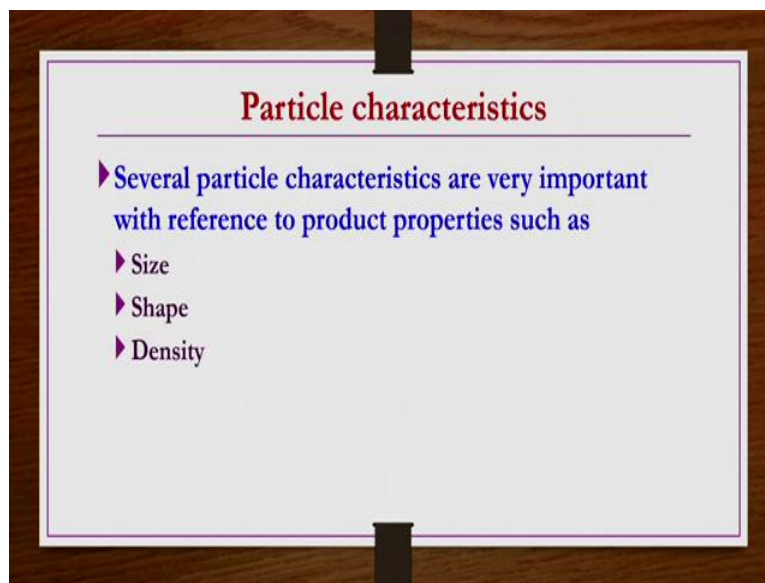 Particle characteristics
Several particle characteristics are very important
with reference to product properties such as
Size
Shape
Density